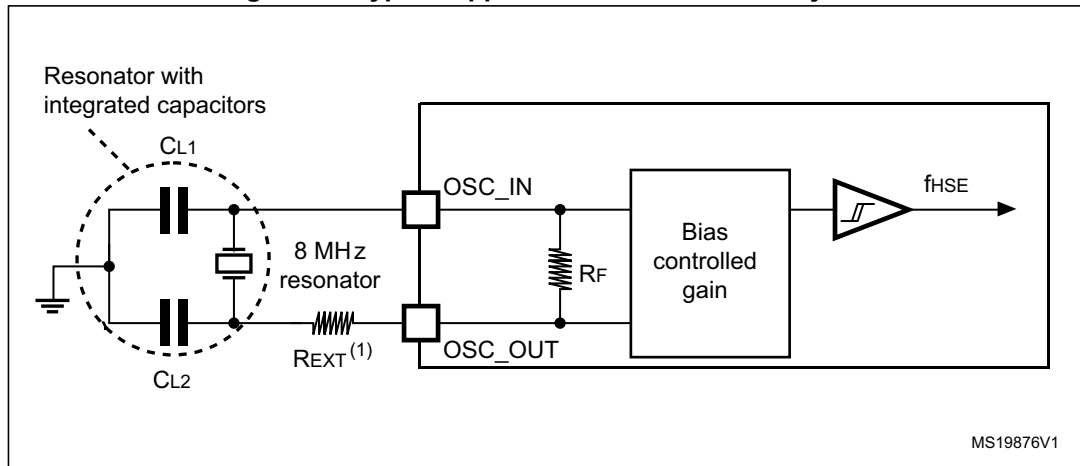 Resonator with
integrated capacitors
CL1
OSC_IN
fHSE
8 MHz
resonator
RF
Bias
controlled
gain
REXT (1)
OSC_OUT
CL2
MS19876V1